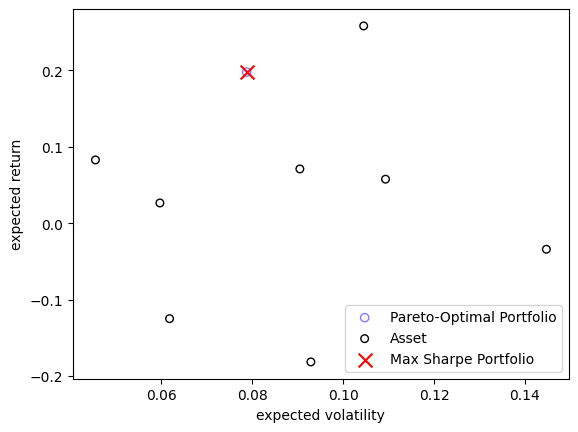 expected return
0.2
0.1
0.0
−0.1
−0.2
Pareto-Optimal Portfolio
Asset
Max Sharpe Portfolio
0.06
0.08
0.10
0.12
0.14
expected volatility